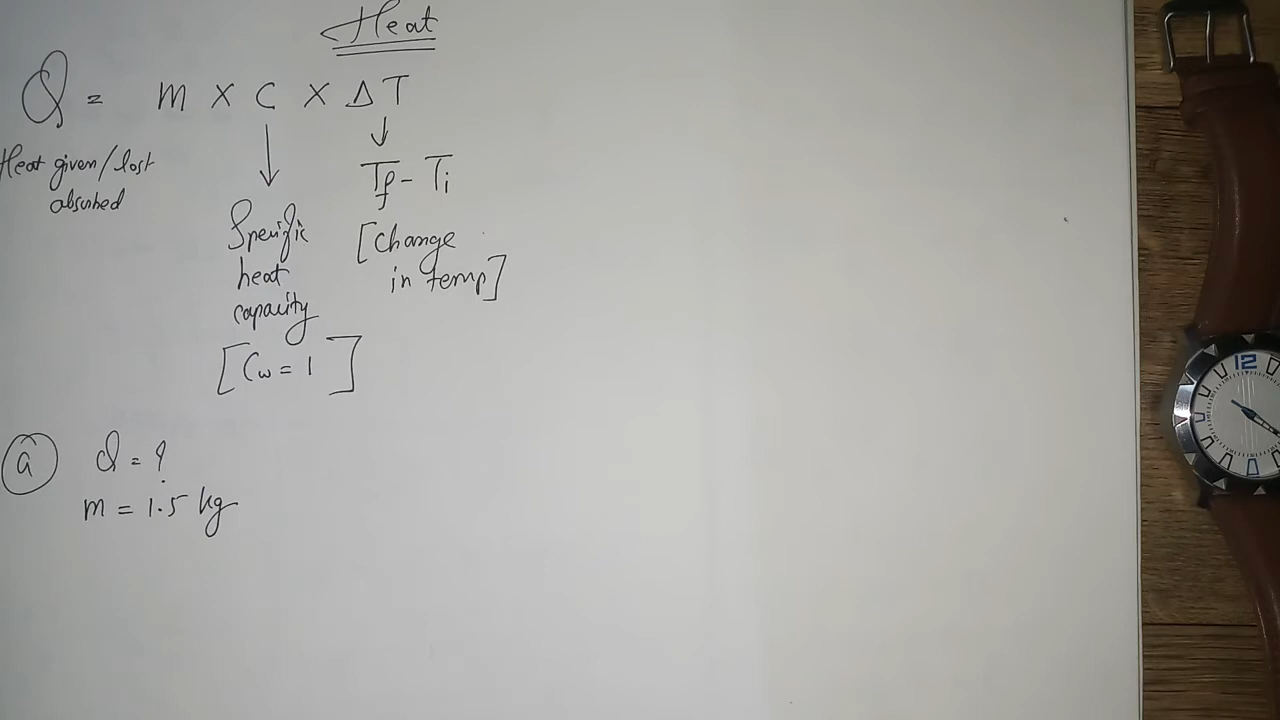 Heat
Q = m x C x ΔT
Heat given/lost
absorbed
Tf - Ti
Specific
heat
capacity
[Change
in temp]
[Cw = 1 ]
a
Q = ?
m = 1.5 kg
12